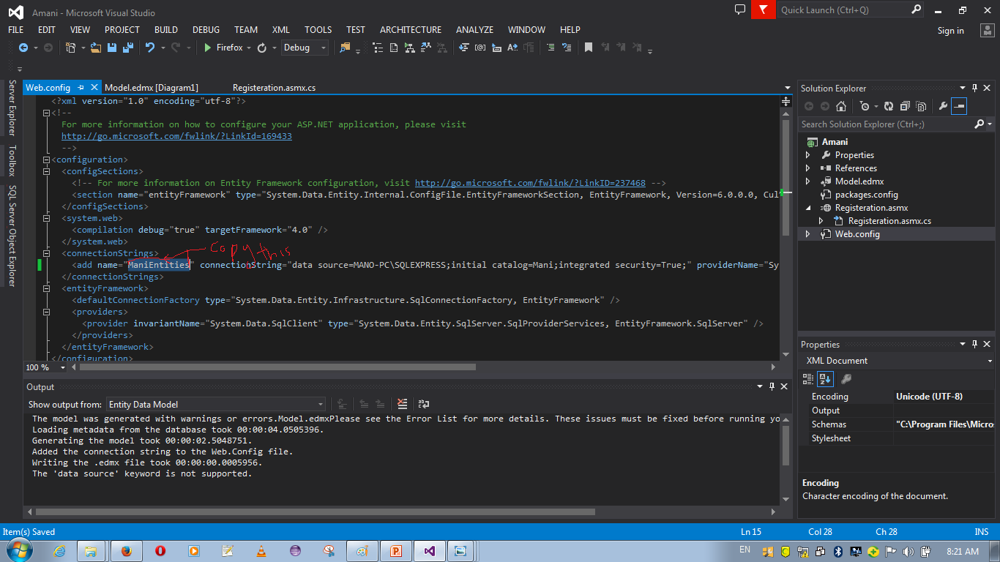 Amani - Microsoft Visual Studio
Quick Launch (Ctrl+Q)
FILE EDIT VIEW PROJECT BUILD DEBUG TEAM XML TOOLS TEST ARCHITECTURE ANALYZE WINDOW HELP
Sign in
Firefox
Debug
Server Explorer
Toolbox
SQL Server Object Explorer
Web.config
Model.edmx [Diagram1]
Registeration.asmx.cs
<?xml version="1.0" encoding="utf-8"?>
<!--
For more information on how to configure your ASP.NET application, please visit
http://go.microsoft.com/fwlink/?LinkId=169433
-->
<configuration>
<configSections>
<!-- For more information on Entity Framework configuration, visit http://go.microsoft.com/fwlink/?LinkID=237468 -->
<section name="entityFramework" type="System.Data.Entity.Internal.ConfigFile.EntityFrameworkSection, EntityFramework, Version=6.0.0.0, Cul
</configSections>
<system.web>
<compilation debug="true" targetFramework="4.0" />
</system.web>
<connectionStrings>
copy this
<add name="ManiEntities" connectionString="data source=MANO-PC\SQLEXPRESS;initial catalog=Mani;integrated security=True;" providerName="Sy
</connectionStrings>
<entityFramework>
<defaultConnectionFactory type="System.Data.Entity.Infrastructure.SqlConnectionFactory, EntityFramework" />
<providers>
<provider invariantName="System.Data.SqlClient" type="System.Data.Entity.SqlServer.SqlProviderServices, EntityFramework.SqlServer" />
</providers>
</entityFramework>
</configuration>
100 %
Output
Show output from: Entity Data Model
The model was generated with warnings or errors.Model.edmxPlease see the Error List for more details. These issues must be fixed before running yo
Loading metadata from the database took 00:00:04.0505396.
Generating the model took 00:00:02.5048751.
Added the connection string to the Web.Config file.
Writing the .edmx file took 00:00:00.0005956.
The 'data source' keyword is not supported.
Solution Explorer
Search Solution Explorer (Ctrl+;)
Amani
Properties
References
Model.edmx
packages.config
Registeration.asmx
Registeration.asmx.cs
Web.config
Properties
XML Document
Encoding Unicode (UTF-8)
Output
Schemas "C:\Program Files\Micros
Stylesheet
Encoding
Character encoding of the document.
Item(s) Saved
Ln 15 Col 28 Ch 28 INS
EN
8:21 AM